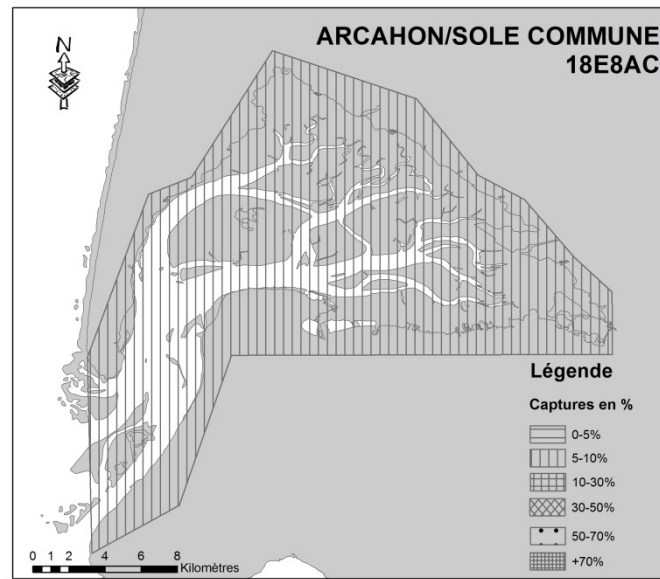 ARCAHON/SOLE COMMUNE
18E8AC
N
Légende
Captures en %
0-5%
5-10%
10-30%
30-50%
50-70%
+70%
0 1 2 4 6 8
Kilomètres